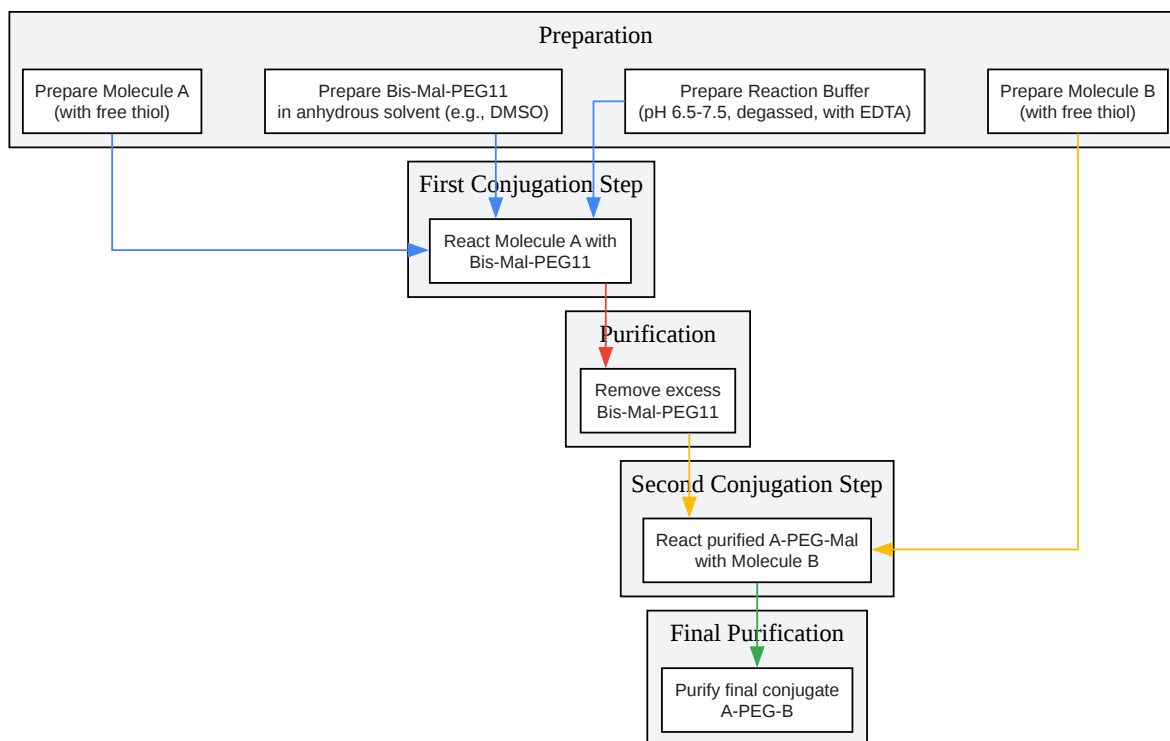 Preparation
Prepare Molecule A
(with free thiol)
Prepare Bis-Mal-PEG11
in anhydrous solvent (e.g., DMSO)
Prepare Reaction Buffer
(pH 6.5-7.5, degassed, with EDTA)
Prepare Molecule B
(with free thiol)
First Conjugation Step
React Molecule A with
Bis-Mal-PEG11
Purification
Remove excess
Bis-Mal-PEG11
Second Conjugation Step
React purified A-PEG-Mal
with Molecule B
Final Purification
Purify final conjugate
A-PEG-B